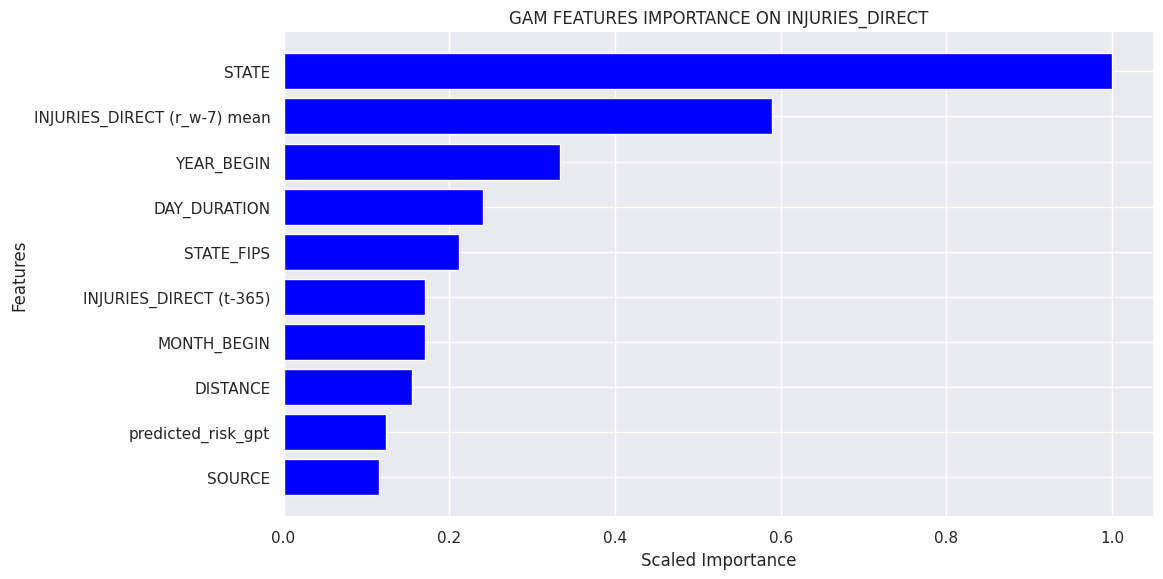 GAM FEATURES IMPORTANCE ON INJURIES_DIRECT
STATE
INJURIES_DIRECT (r_w-7) mean
YEAR_BEGIN
DAY_DURATION
STATE_FIPS
INJURIES_DIRECT (t-365)
MONTH_BEGIN
DISTANCE
predicted_risk_gpt
SOURCE
Features
0.0 0.2 0.4 0.6 0.8 1.0
Scaled Importance